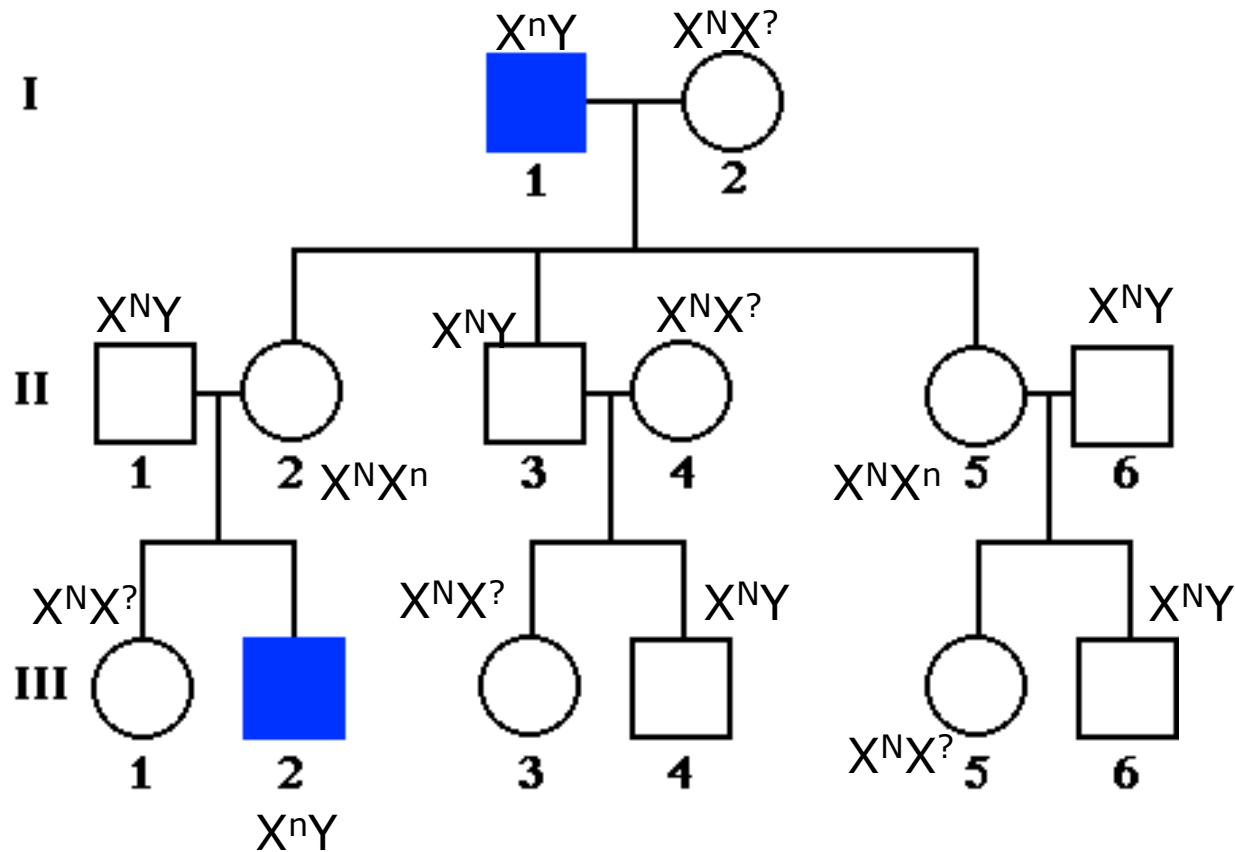 XⁿY XᴺX?
I
1 2
XᴺY XᴺY XᴺX? XᴺY
II
1 2 XᴺXⁿ 3 4 XᴺXⁿ 5 6
XᴺX? XᴺX? XᴺY XᴺY
III
XᴺX?
1 2 3 4 5 6
XⁿY